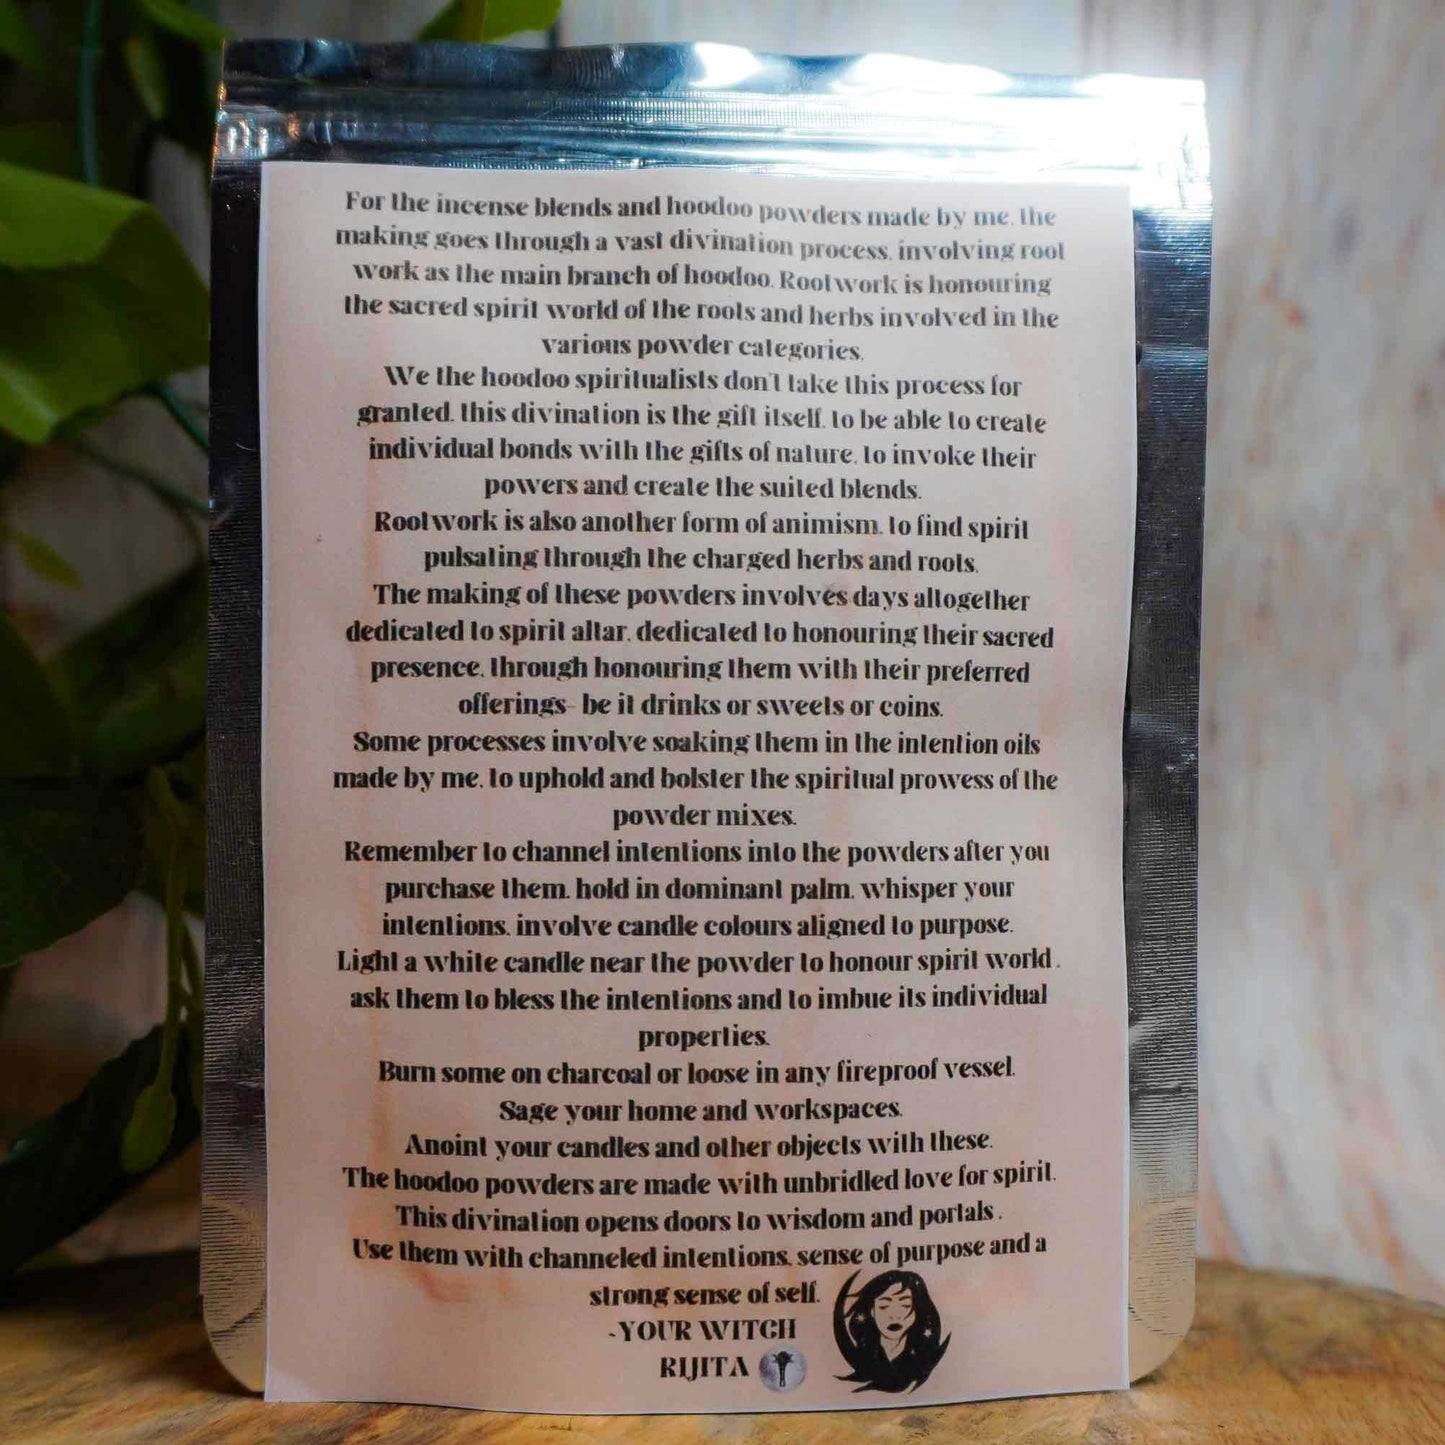 For the incense blends and hoodoo powders made by me, the
making goes through a vast divination process, involving root
work as the main branch of hoodoo. Rootwork is honouring
the sacred spirit world of the roots and herbs involved in the
various powder categories.
We the hoodoo spiritualists don't take this process for
granted, this divination is the gift itself, to be able to create
individual bonds with the gifts of nature, to invoke their
powers and create the suited blends.
Rootwork is also another form of animism, to find spirit
pulsating through the charged herbs and roots.
The making of these powders involves days altogether
dedicated to spirit altar, dedicated to honouring their sacred
presence, through honouring them with their preferred
offerings- be it drinks or sweets or coins.
Some processes involve soaking them in the intention oils
made by me, to uphold and bolster the spiritual prowess of the
powder mixes.
Remember to channel intentions into the powders after you
purchase them, hold in dominant palm, whisper your
intentions, involve candle colours aligned to purpose.
Light a white candle near the powder to honour spirit world ,
ask them to bless the intentions and to imbue its individual
properties.
Burn some on charcoal or loose in any fireproof vessel.
Sage your home and workspaces.
Anoint your candles and other objects with these.
The hoodoo powders are made with unbridled love for spirit.
This divination opens doors to wisdom and portals .
Use them with channeled intentions, sense of purpose and a
strong sense of self.
-YOUR WITCH
RIJITA